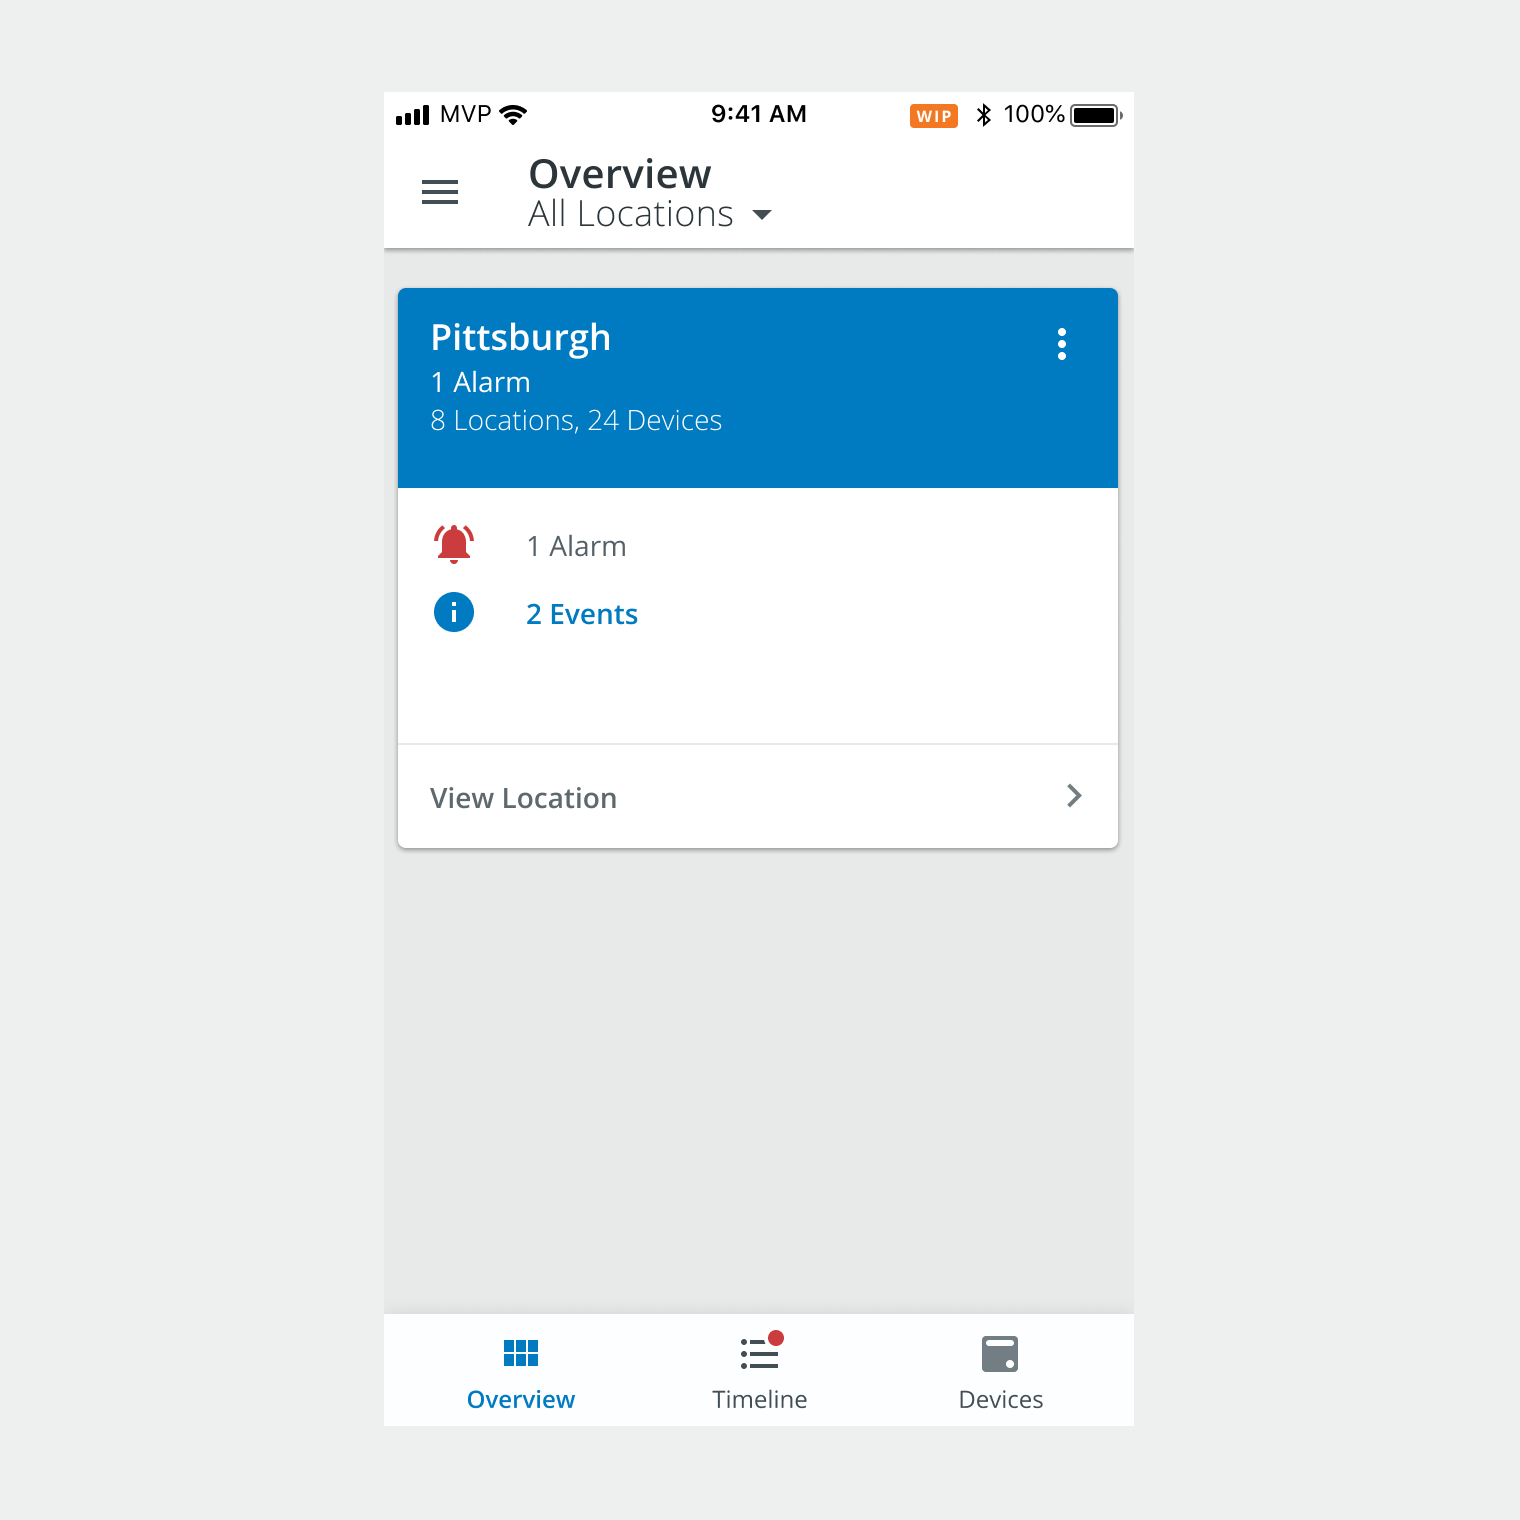 MVP 9:41 AM WIP 100%
Overview
All Locations
Pittsburgh
1 Alarm
8 Locations, 24 Devices
1 Alarm
2 Events
View Location
Overview Timeline Devices